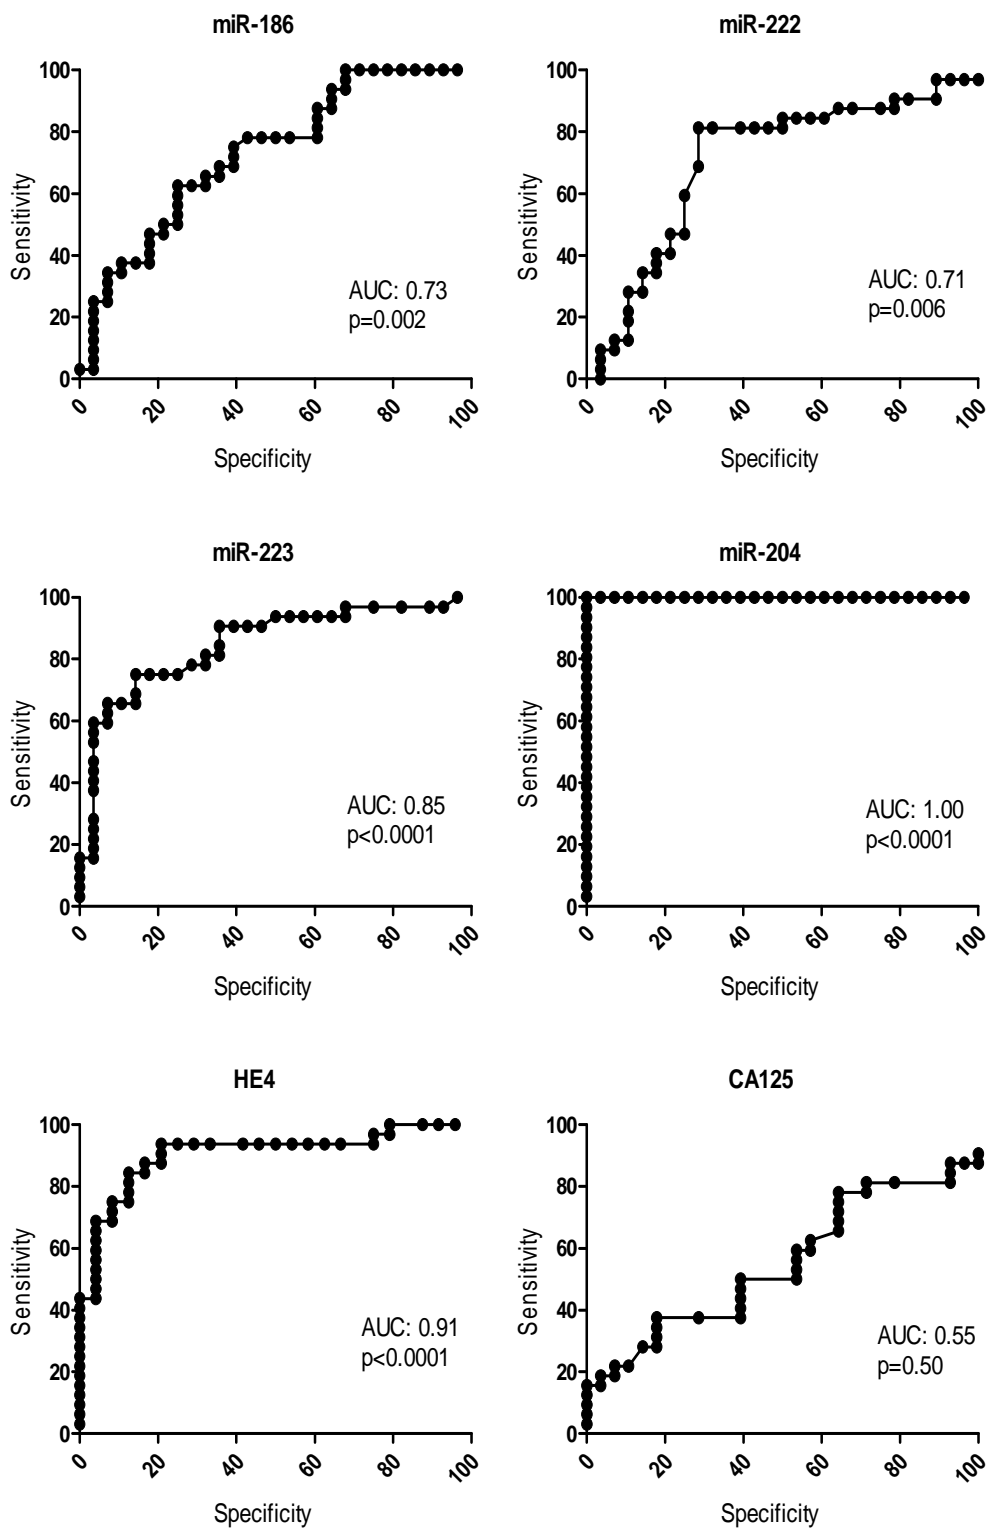 miR-186
100
80
60
40
20
0
Sensitivity
AUC: 0.73
p=0.002
0 20 40 60 80 100
Specificity
miR-222
100
80
60
40
20
0
Sensitivity
AUC: 0.71
p=0.006
0 20 40 60 80 100
Specificity
miR-223
100
80
60
40
20
0
Sensitivity
AUC: 0.85
p<0.0001
0 20 40 60 80 100
Specificity
miR-204
100
80
60
40
20
0
Sensitivity
AUC: 1.00
p<0.0001
0 20 40 60 80 100
Specificity
HE4
100
80
60
40
20
0
Sensitivity
AUC: 0.91
p<0.0001
0 20 40 60 80 100
Specificity
CA125
100
80
60
40
20
0
Sensitivity
AUC: 0.55
p=0.50
0 20 40 60 80 100
Specificity